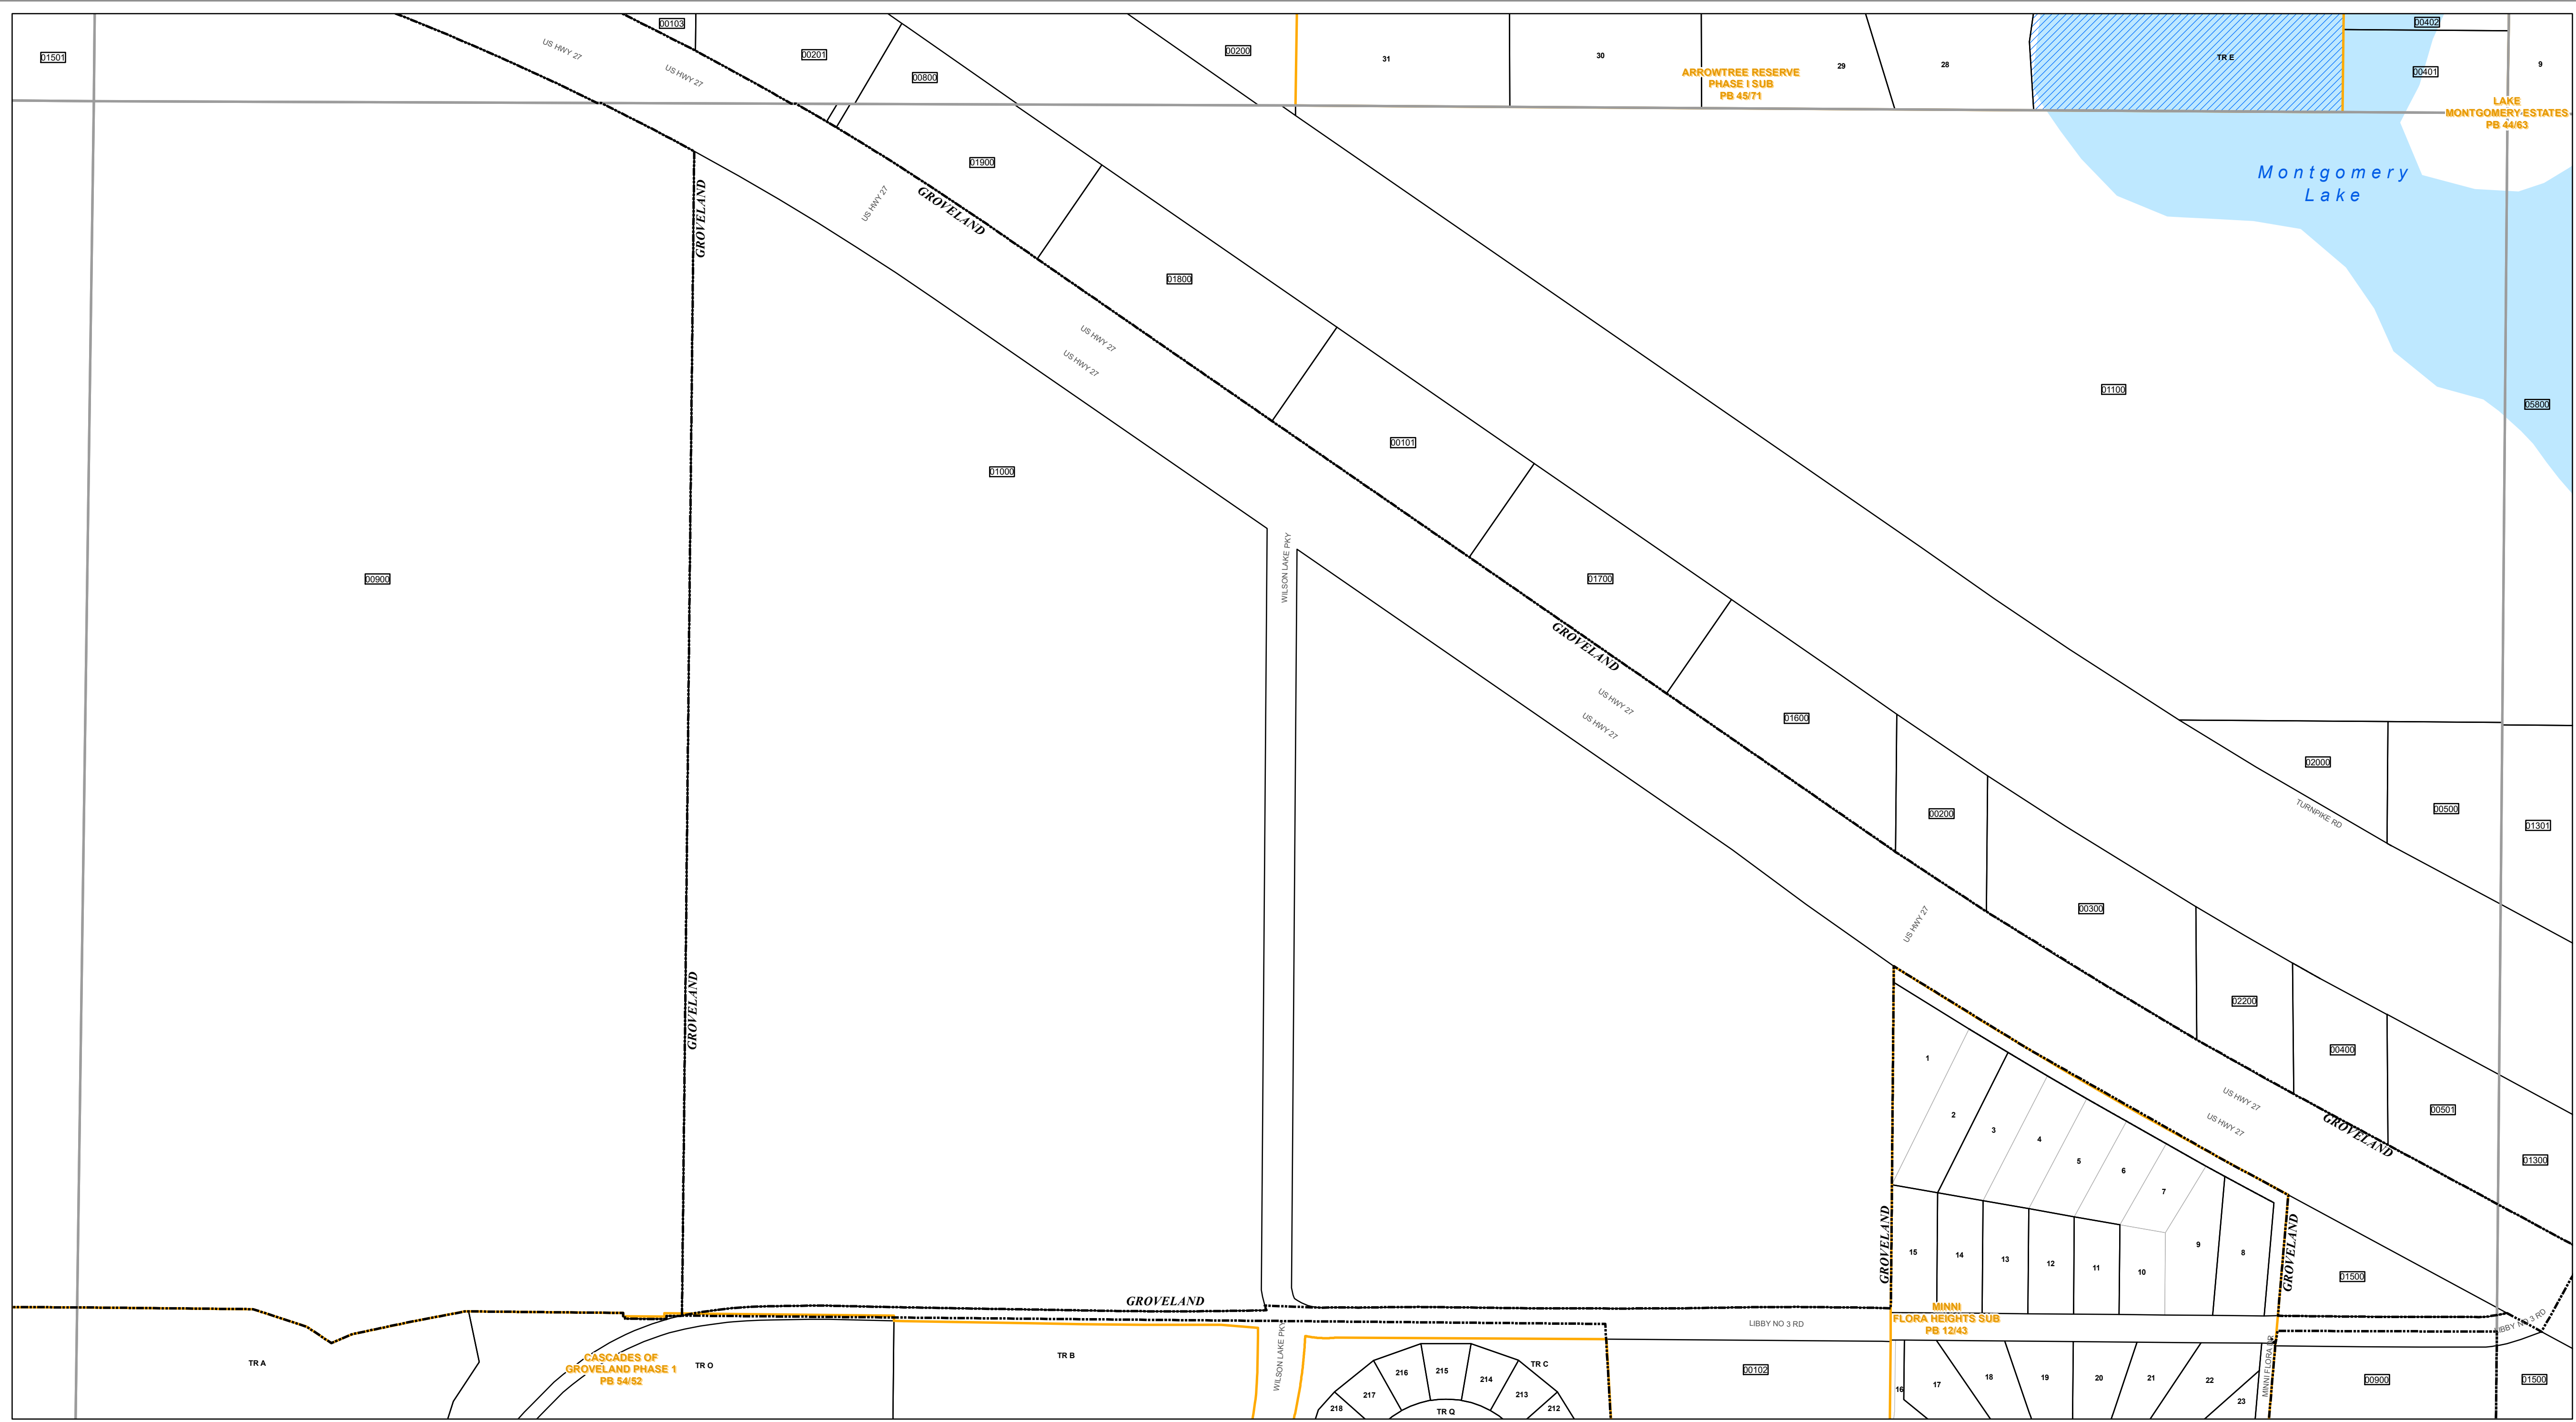 00103
00402
01501
US HWY 27
00201
00200
31
30
29
28
TR E
9
US HWY 27
00800
ARROWTREE RESERVE
PHASE I SUB
PB 45/71
00401
LAKE
MONTGOMERY ESTATES
PB 44/63
01900
Montgomery
Lake
GROVELAND
US HWY 27
GROVELAND
01800
US HWY 27
US HWY 27
01100
05800
00101
01000
00900
WILSON LAKE PKY
01700
GROVELAND
US HWY 27
US HWY 27
01600
02000
00200
TURNPIKE RD
00500
01301
00300
US HWY 27
GROVELAND
02200
00400
1
2
3
4
5
6
7
US HWY 27
US HWY 27
00501
GROVELAND
01300
GROVELAND
15
14
13
12
11
10
9
8
GROVELAND
01500
GROVELAND
MINNI
FLORA HEIGHTS SUB
PB 12/43
LIBBY NO 3 RD
LIBBY NO 3 RD
TR A
CASCADES OF
GROVELAND PHASE 1
PB 54/52
TR O
TR B
WILSON LAKE PKY
218
217
216
215
214
213
212
TR C
TR Q
00102
16
17
18
19
20
21
22
23
00900
01500